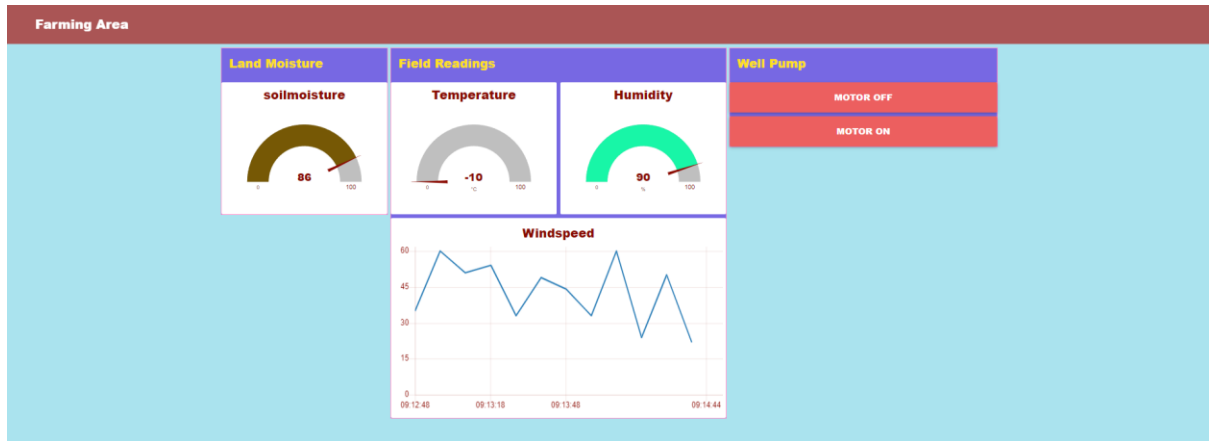 Farming Area
Land Moisture
soilmoisture
86
0
100
Field Readings
Temperature
-10
0
°C
100
Humidity
90
0
%
100
Windspeed
60
45
30
15
0
09:12:48
09:13:18
09:13:48
09:14:44
Well Pump
MOTOR OFF
MOTOR ON